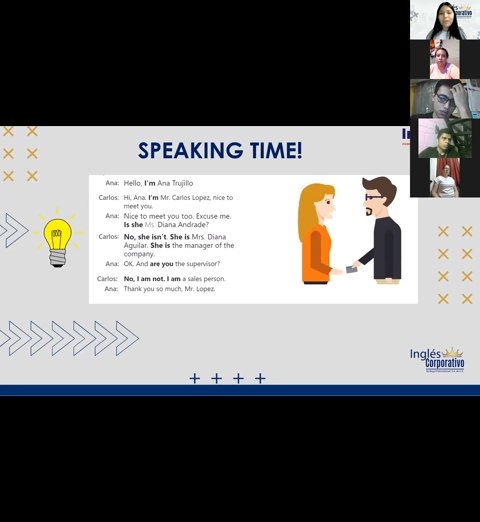 SPEAKING TIME!
Ana: Hello, I'm Ana Trujillo
Carlos: Hi, Ana. I'm Mr. Carlos Lopez, nice to
meet you.
Ana: Nice to meet you too. Excuse me.
Is she Ms. Diana Andrade?
Carlos: No, she isn't. She is Mrs. Diana
Aguilar. She is the manager of the
company.
Ana: OK. And are you the supervisor?
Carlos: No, I am not. I am a sales person.
Ana: Thank you so much, Mr. Lopez.
Inglés
Corporativo